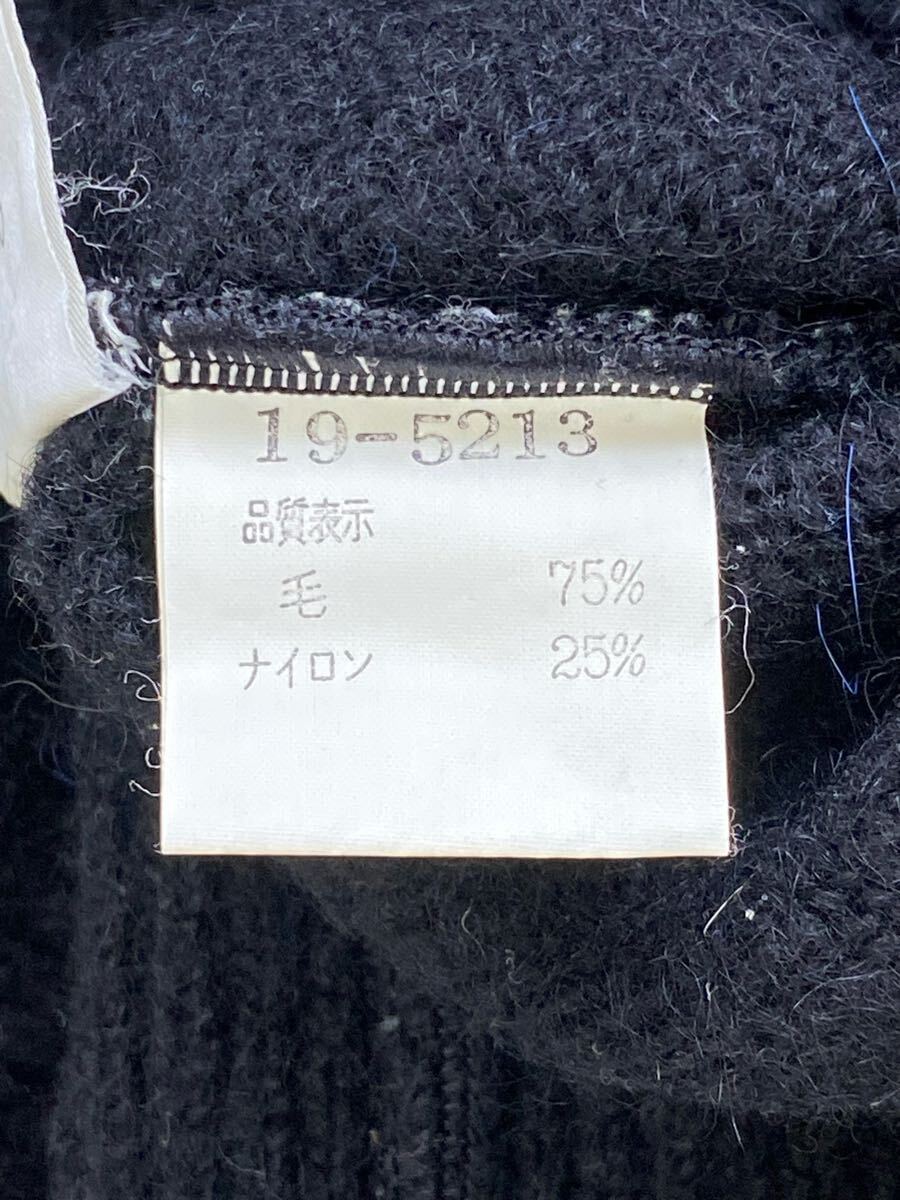 19-5213
品質表示
毛 75%
ナイロン 25%